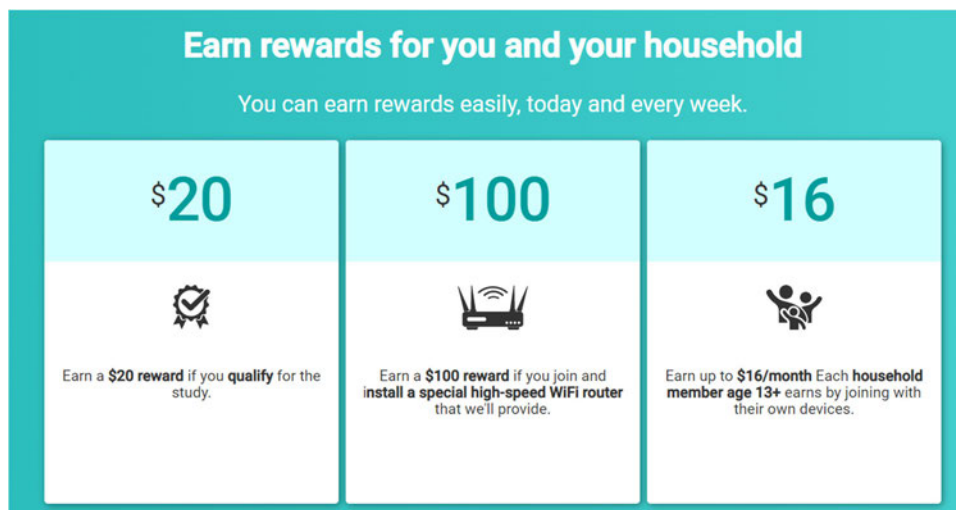 Earn rewards for you and your household
You can earn rewards easily, today and every week.
$20
Earn a $20 reward if you qualify for the
study.
$100
Earn a $100 reward if you join and
install a special high-speed WiFi router
that we'll provide.
$16
Earn up to $16/month Each household
member age 13+ earns by joining with
their own devices.